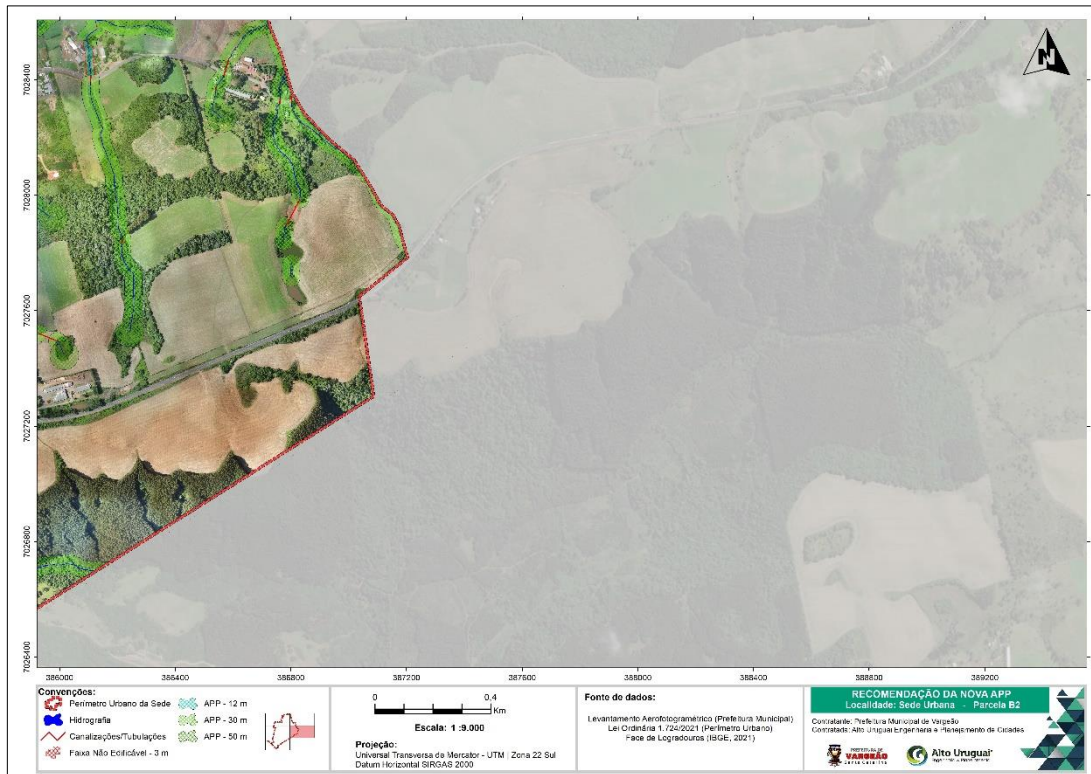 7028400
7028000
7027600
7027200
7026800
7026400
N
386000 386400 386800 387200 387600 388000 388400 388800 389200
Convenções:
Perímetro Urbano da Sede
Hidrografia
Canalizações/Tubulações
Faixa Não Edificável - 3 m
APP - 12 m
APP - 30 m
APP - 50 m
0 0,4
Km
Escala: 1:9.000
Projeção:
Universal Transversa de Mercator - UTM | Zona 22 Sul
Datum Horizontal SIRGAS 2000
Fonte do dados:
Levantamento Aerofotogramétrico (Prefeitura Municipal)
Lei Ordinária 1.724/2021 (Perímetro Urbano)
Face de Logradouros (IBGE, 2021)
RECOMENDAÇÃO DA NOVA APP
Localidade: Sede Urbana - Parcela B2
Contratante: Prefeitura Municipal de Vargeão
Contratada: Alto Uruguai Engenharia e Planejamento de Cidades
PREFEITURA DE
VARGEÃO
SANTA CATARINA
Alto Uruguai